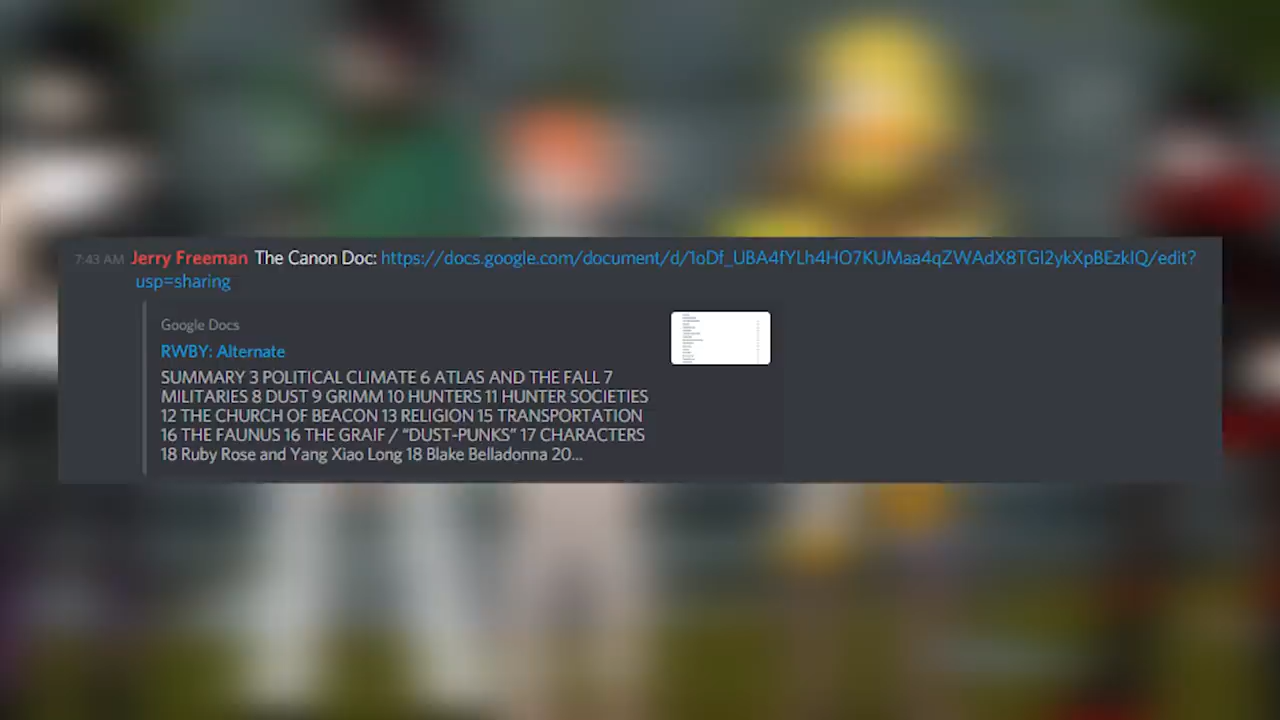 7:43 AM Jerry Freeman The Canon Doc: https://docs.google.com/document/d/1oDf_UBA4fYLh4HO7KUMaa4qZWAdX8TGl2ykXpBEzkIQ/edit?
usp=sharing
Google Docs
RWBY: Alternate
SUMMARY 3 POLITICAL CLIMATE 6 ATLAS AND THE FALL 7
MILITARIES 8 DUST 9 GRIMM 10 HUNTERS 11 HUNTER SOCIETIES
12 THE CHURCH OF BEACON 13 RELIGION 15 TRANSPORTATION
16 THE FAUNUS 16 THE GRAIF / “DUST-PUNKS” 17 CHARACTERS
18 Ruby Rose and Yang Xiao Long 18 Blake Belladonna 20...